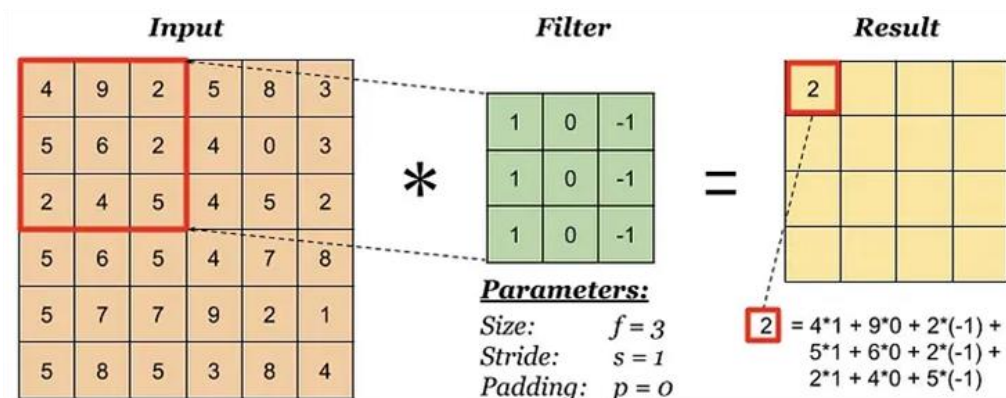 Input
Filter
Result
4 9 2 5 8 3
5 6 2 4 0 3
2 4 5 4 5 2
5 6 5 4 7 8
5 7 7 9 2 1
5 8 5 3 8 4
*
1 0 -1
1 0 -1
1 0 -1
=
2
Parameters:
Size: f = 3
Stride: s = 1
Padding: p = 0
2 = 4*1 + 9*0 + 2*(-1) +
5*1 + 6*0 + 2*(-1) +
2*1 + 4*0 + 5*(-1)